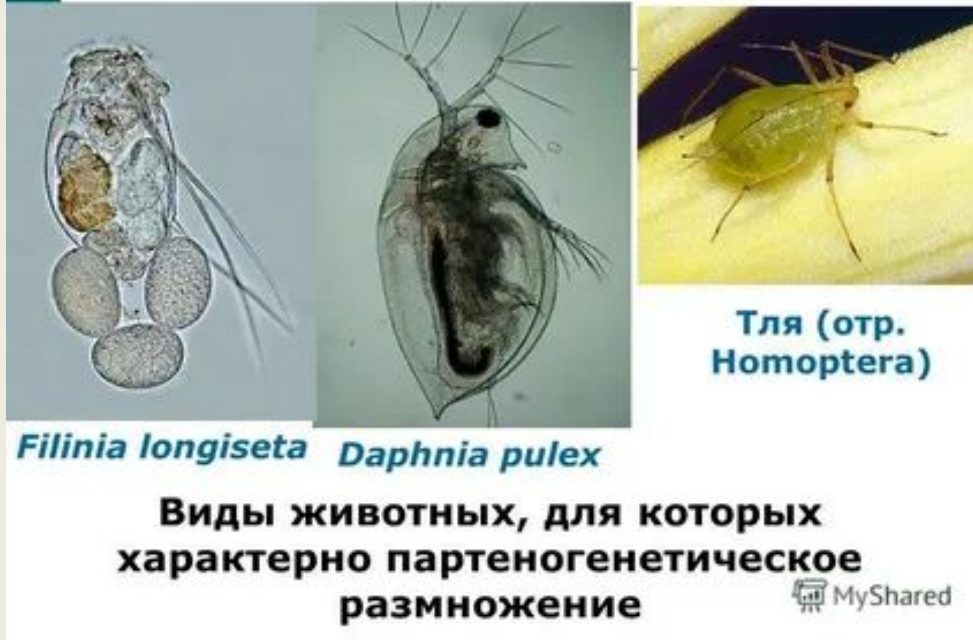 Filinia longiseta
Daphnia pulex
Тля (отр.
Homoptera)
Виды животных, для которых
характерно партеногенетическое
размножение
MyShared